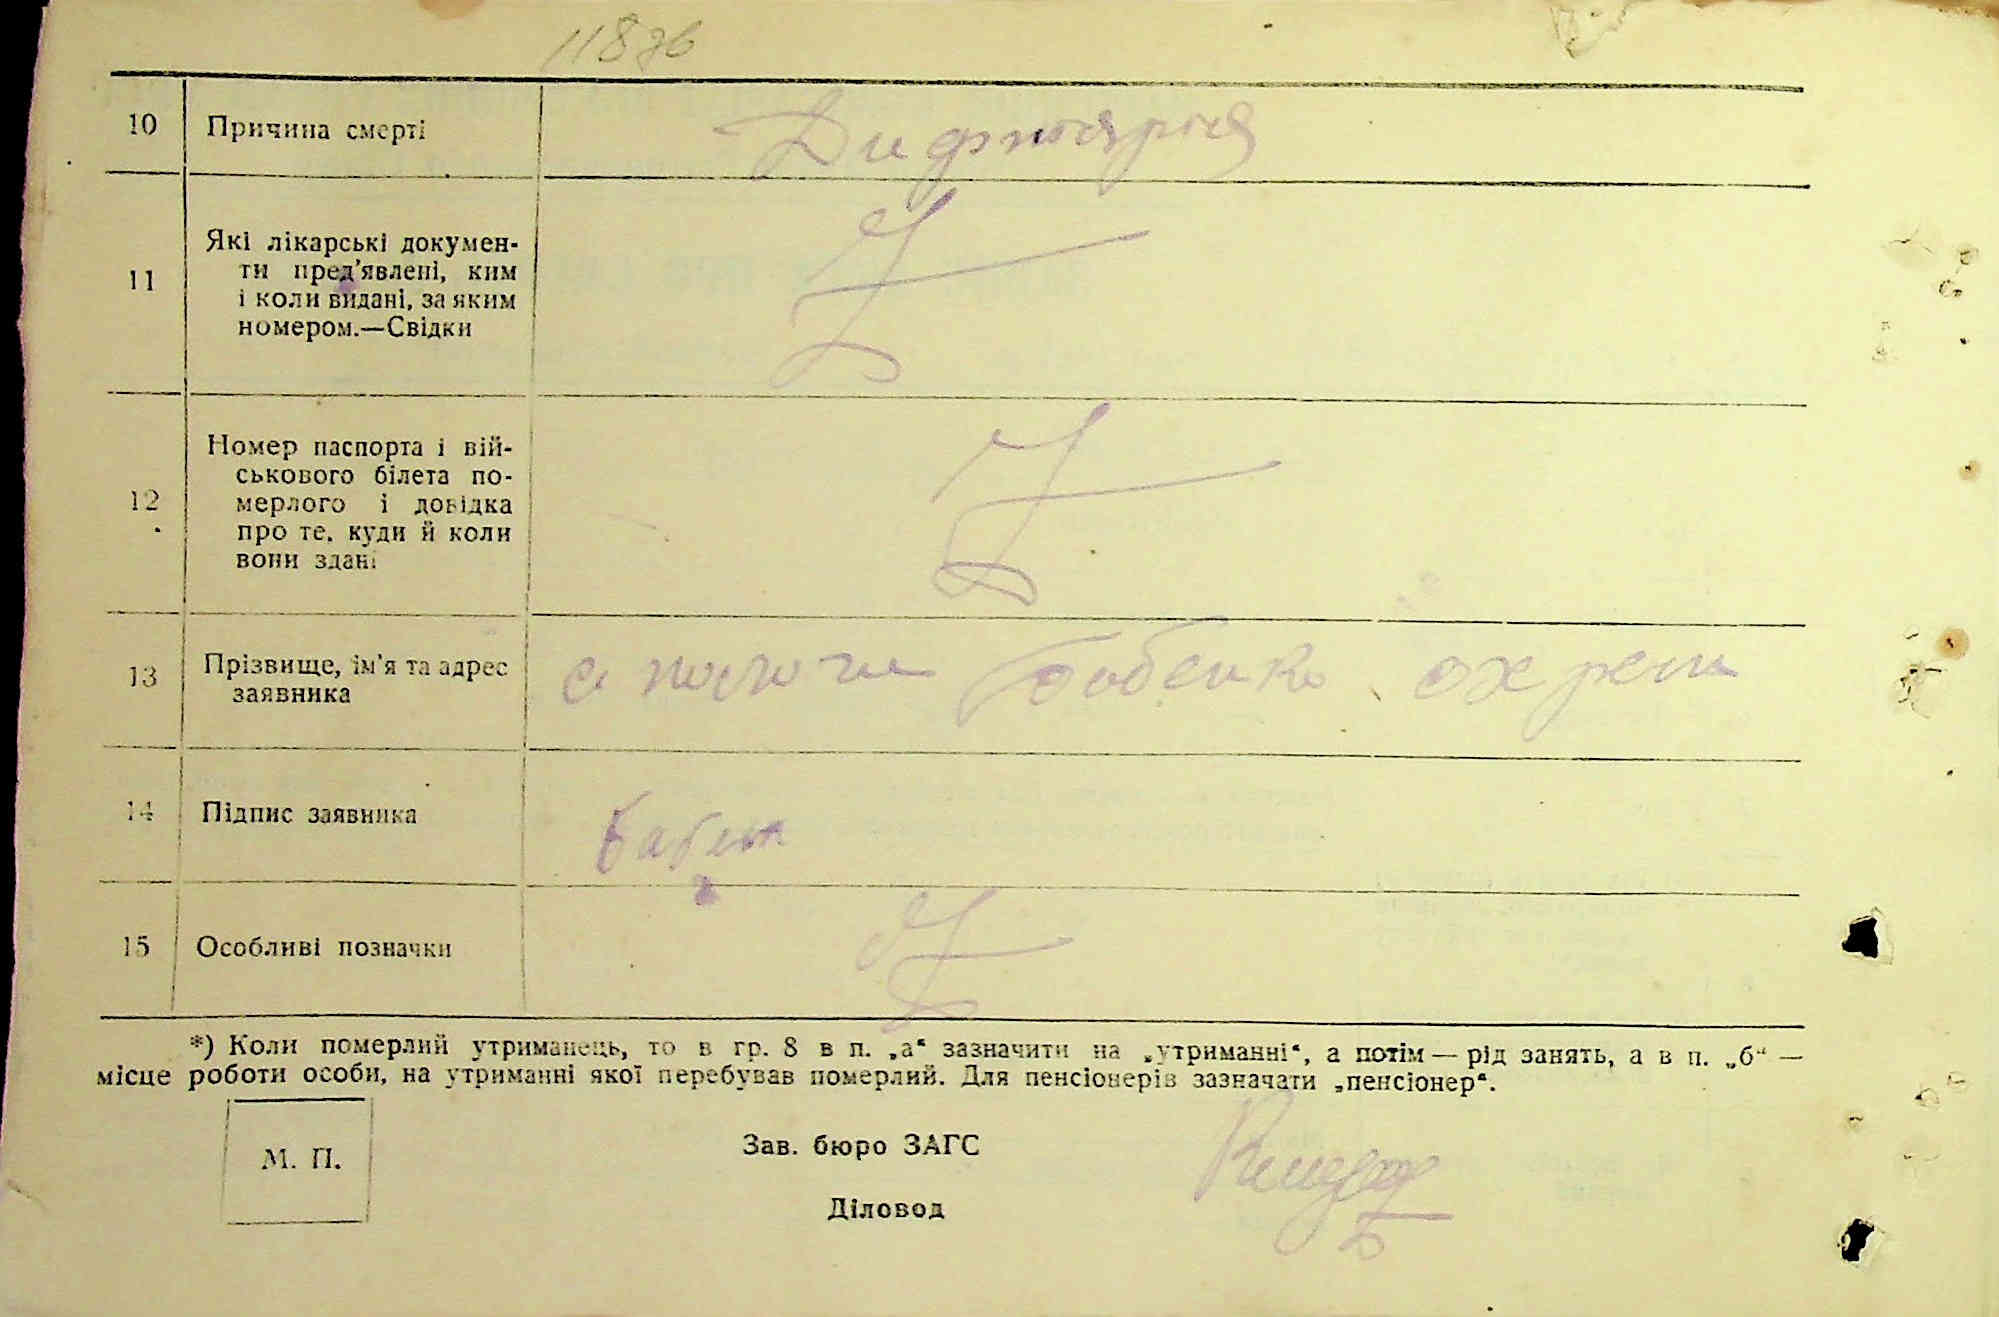 118зв
10 Причина смерті Дифтярія
11 Які лікарські докумен-
ти пред'явлені, ким
і коли видані, за яким
номером.—Свідки
12 Номер паспорта і вій-
ськового білета по-
мерлого і довідка
про те, куди й коли
вони здані
13 Прізвище, ім'я та адрес
заявника
с Бабенко
14 Підпис заявника
15 Особливі позначки
*) Коли померлий утриманець, то в гр. 8 в п. „а“ зазначити на „утриманні“, а потім — рід занять, а в п. „б“ —
місце роботи особи, на утриманні якої перебував померлий. Для пенсіонерів зазначати „пенсіонер“.
М. П.
Зав. бюро ЗАГС
Діловод